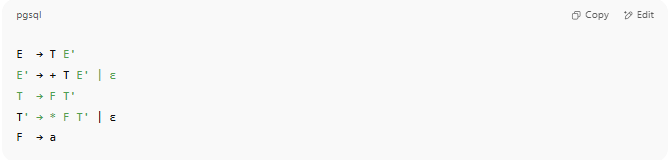 pgsql Copy Edit
E → T E'
E' → + T E' | ε
T → F T'
T' → * F T' | ε
F → a